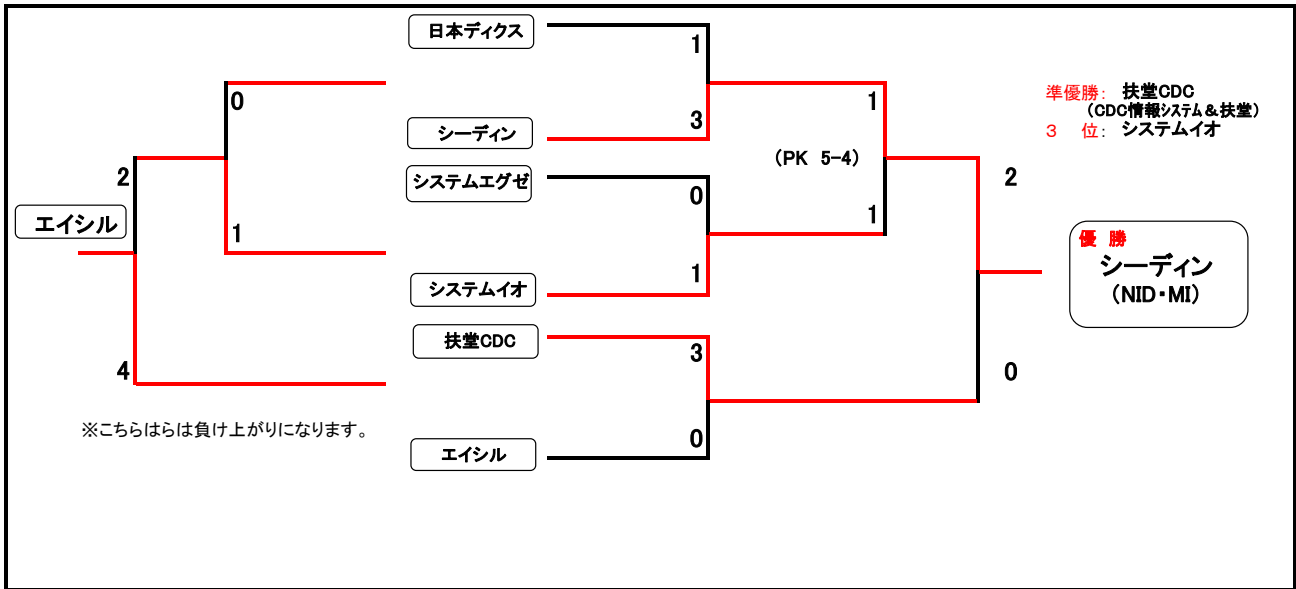 日本ディクス
1
準優勝: 扶堂CDC
(CDC情報システム&扶堂)
3 位: システムイオ
0
1
シーディン
3
(PK 5-4)
2
システムエグゼ
0
2
エイシル
1
1
優 勝
シーディン
(NID・MI)
システムイオ
1
扶堂CDC
3
4
0
※こちらはらは負け上がりになります。
エイシル
0